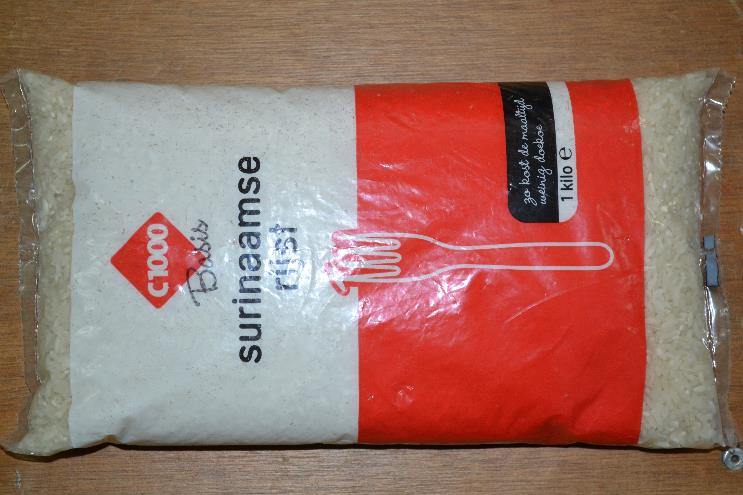 C1000
Basis
surinaamse
rijst
zo kost de maaltijd
weinig doekoe
1 kilo e